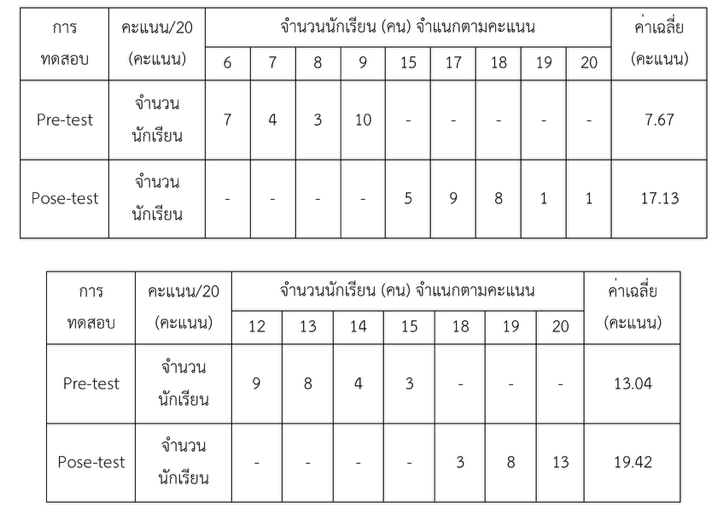 การทดสอบ คะแนน/20 (คะแนน) จำนวนนักเรียน (คน) จำแนกตามคะแนน ค่าเฉลี่ย (คะแนน)
6 7 8 9 15 17 18 19 20
Pre-test จำนวนนักเรียน 7 4 3 10 - - - - - 7.67
Pose-test จำนวนนักเรียน - - - - 5 9 8 1 1 17.13
การทดสอบ คะแนน/20 (คะแนน) จำนวนนักเรียน (คน) จำแนกตามคะแนน ค่าเฉลี่ย (คะแนน)
12 13 14 15 18 19 20
Pre-test จำนวนนักเรียน 9 8 4 3 - - - 13.04
Pose-test จำนวนนักเรียน - - - - 3 8 13 19.42